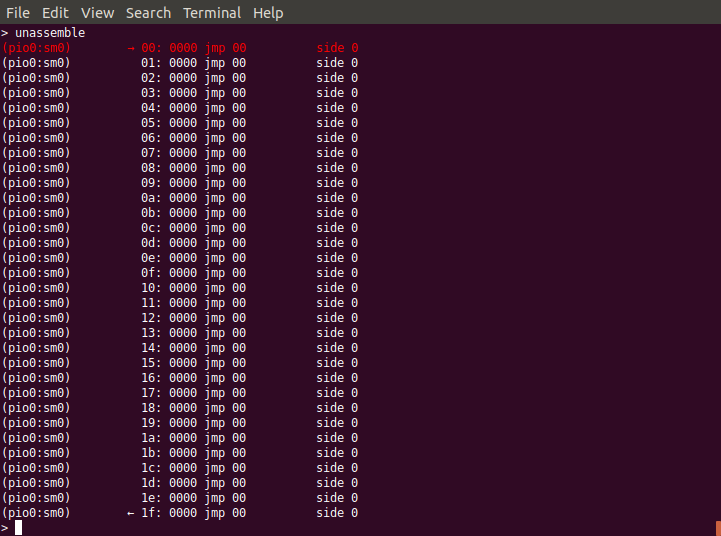 File Edit View Search Terminal Help
> unassemble
(pio0:sm0)        → 00: 0000 jmp 00          side 0
(pio0:sm0)          01: 0000 jmp 00          side 0
(pio0:sm0)          02: 0000 jmp 00          side 0
(pio0:sm0)          03: 0000 jmp 00          side 0
(pio0:sm0)          04: 0000 jmp 00          side 0
(pio0:sm0)          05: 0000 jmp 00          side 0
(pio0:sm0)          06: 0000 jmp 00          side 0
(pio0:sm0)          07: 0000 jmp 00          side 0
(pio0:sm0)          08: 0000 jmp 00          side 0
(pio0:sm0)          09: 0000 jmp 00          side 0
(pio0:sm0)          0a: 0000 jmp 00          side 0
(pio0:sm0)          0b: 0000 jmp 00          side 0
(pio0:sm0)          0c: 0000 jmp 00          side 0
(pio0:sm0)          0d: 0000 jmp 00          side 0
(pio0:sm0)          0e: 0000 jmp 00          side 0
(pio0:sm0)          0f: 0000 jmp 00          side 0
(pio0:sm0)          10: 0000 jmp 00          side 0
(pio0:sm0)          11: 0000 jmp 00          side 0
(pio0:sm0)          12: 0000 jmp 00          side 0
(pio0:sm0)          13: 0000 jmp 00          side 0
(pio0:sm0)          14: 0000 jmp 00          side 0
(pio0:sm0)          15: 0000 jmp 00          side 0
(pio0:sm0)          16: 0000 jmp 00          side 0
(pio0:sm0)          17: 0000 jmp 00          side 0
(pio0:sm0)          18: 0000 jmp 00          side 0
(pio0:sm0)          19: 0000 jmp 00          side 0
(pio0:sm0)          1a: 0000 jmp 00          side 0
(pio0:sm0)          1b: 0000 jmp 00          side 0
(pio0:sm0)          1c: 0000 jmp 00          side 0
(pio0:sm0)          1d: 0000 jmp 00          side 0
(pio0:sm0)          1e: 0000 jmp 00          side 0
(pio0:sm0)        ← 1f: 0000 jmp 00          side 0
>